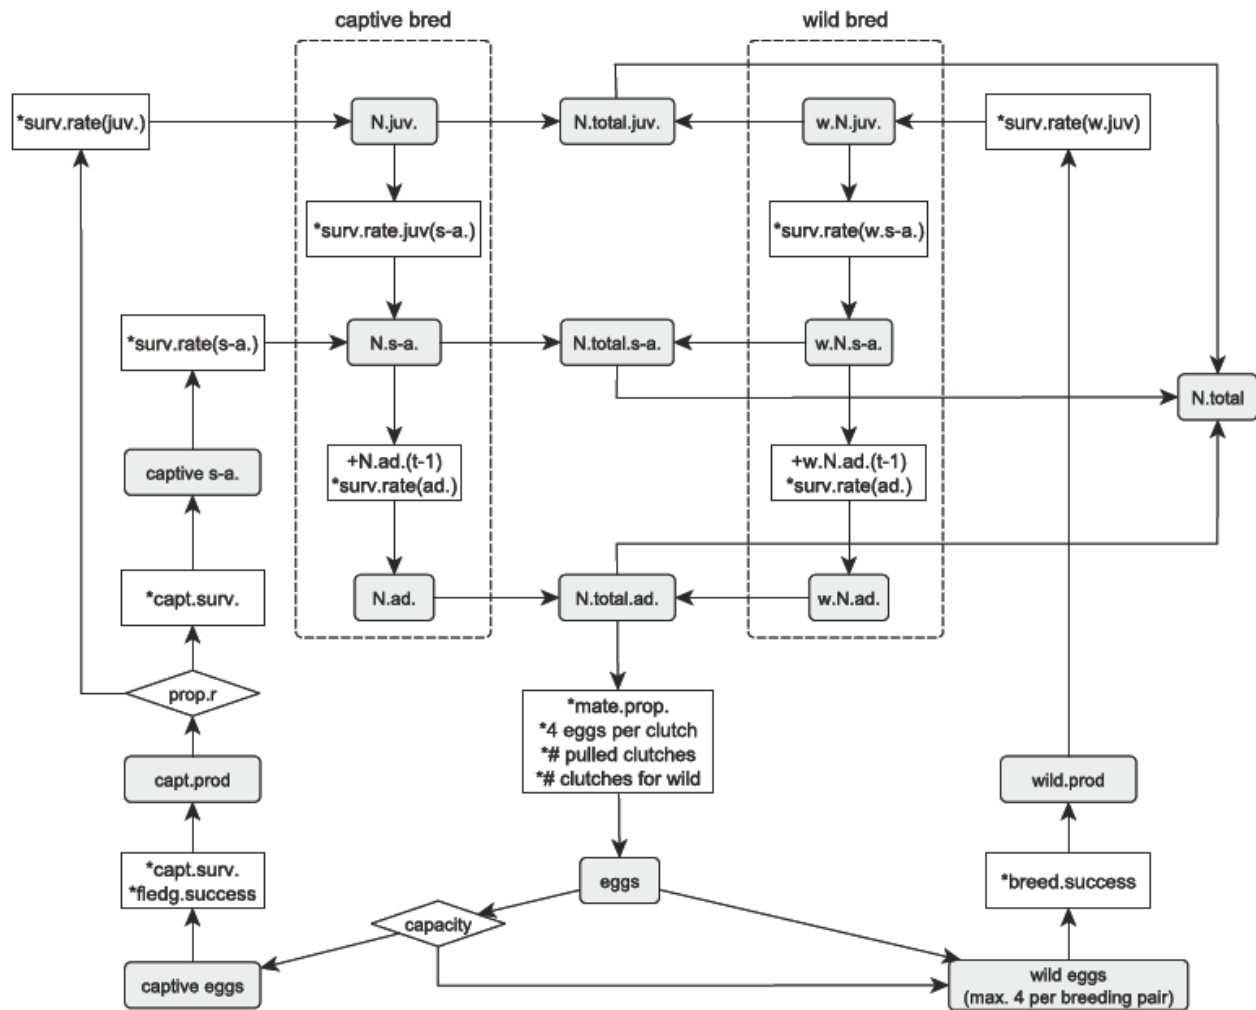 captive bred
wild bred
*surv.rate(juv.)
N.juv.
N.total.juv.
w.N.juv.
*surv.rate(w.juv)
*surv.rate.juv(s-a.)
*surv.rate(w.s-a.)
*surv.rate(s-a.)
N.s-a.
N.total.s-a.
w.N.s-a.
N.total
captive s-a.
+N.ad.(t-1)
*surv.rate(ad.)
+w.N.ad.(t-1)
*surv.rate(ad.)
*capt.surv.
N.ad.
N.total.ad.
w.N.ad.
prop.r
*mate.prop.
*4 eggs per clutch
*# pulled clutches
*# clutches for wild
capt.prod
wild.prod
*capt.surv.
*fledg.success
eggs
*breed.success
capacity
captive eggs
wild eggs
(max. 4 per breeding pair)